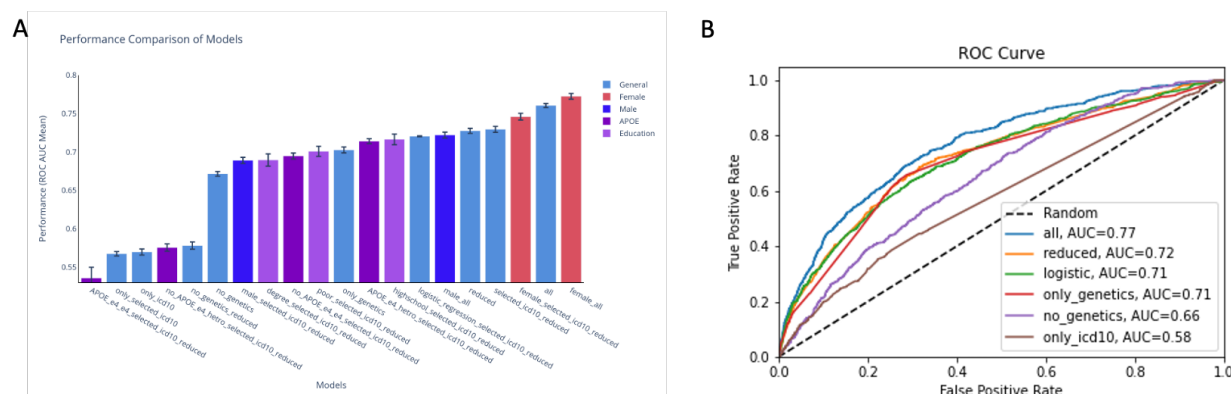 A
Performance Comparison of Models
Performance (ROC AUC Mean)
0.8
0.75
0.7
0.65
0.6
0.55
General
Female
Male
APOE
Education
APOE_e4_e4_selected_icd10_reduced
only_selected_icd10
only_icd10
no_APOE_e4_hetro_selected_icd10_reduced
no_genetics_reduced
no_genetics
male_selected_icd10_reduced
degree_selected_icd10_reduced
no_APOE_e4_e4_selected_icd10_reduced
poor_selected_icd10_reduced
only_genetics
APOE_e4_hetro_selected_icd10_reduced
highschool_selected_icd10_reduced
logistic_regression_selected_icd10_reduced
male_all
reduced
selected_icd10_reduced
female_selected_icd10_reduced
all
female_all
Models
B
ROC Curve
True Positive Rate
1.0
0.8
0.6
0.4
0.2
0.0
Random
all, AUC=0.77
reduced, AUC=0.72
logistic, AUC=0.71
only_genetics, AUC=0.71
no_genetics, AUC=0.66
only_icd10, AUC=0.58
0.0 0.2 0.4 0.6 0.8 1.0
False Positive Rate